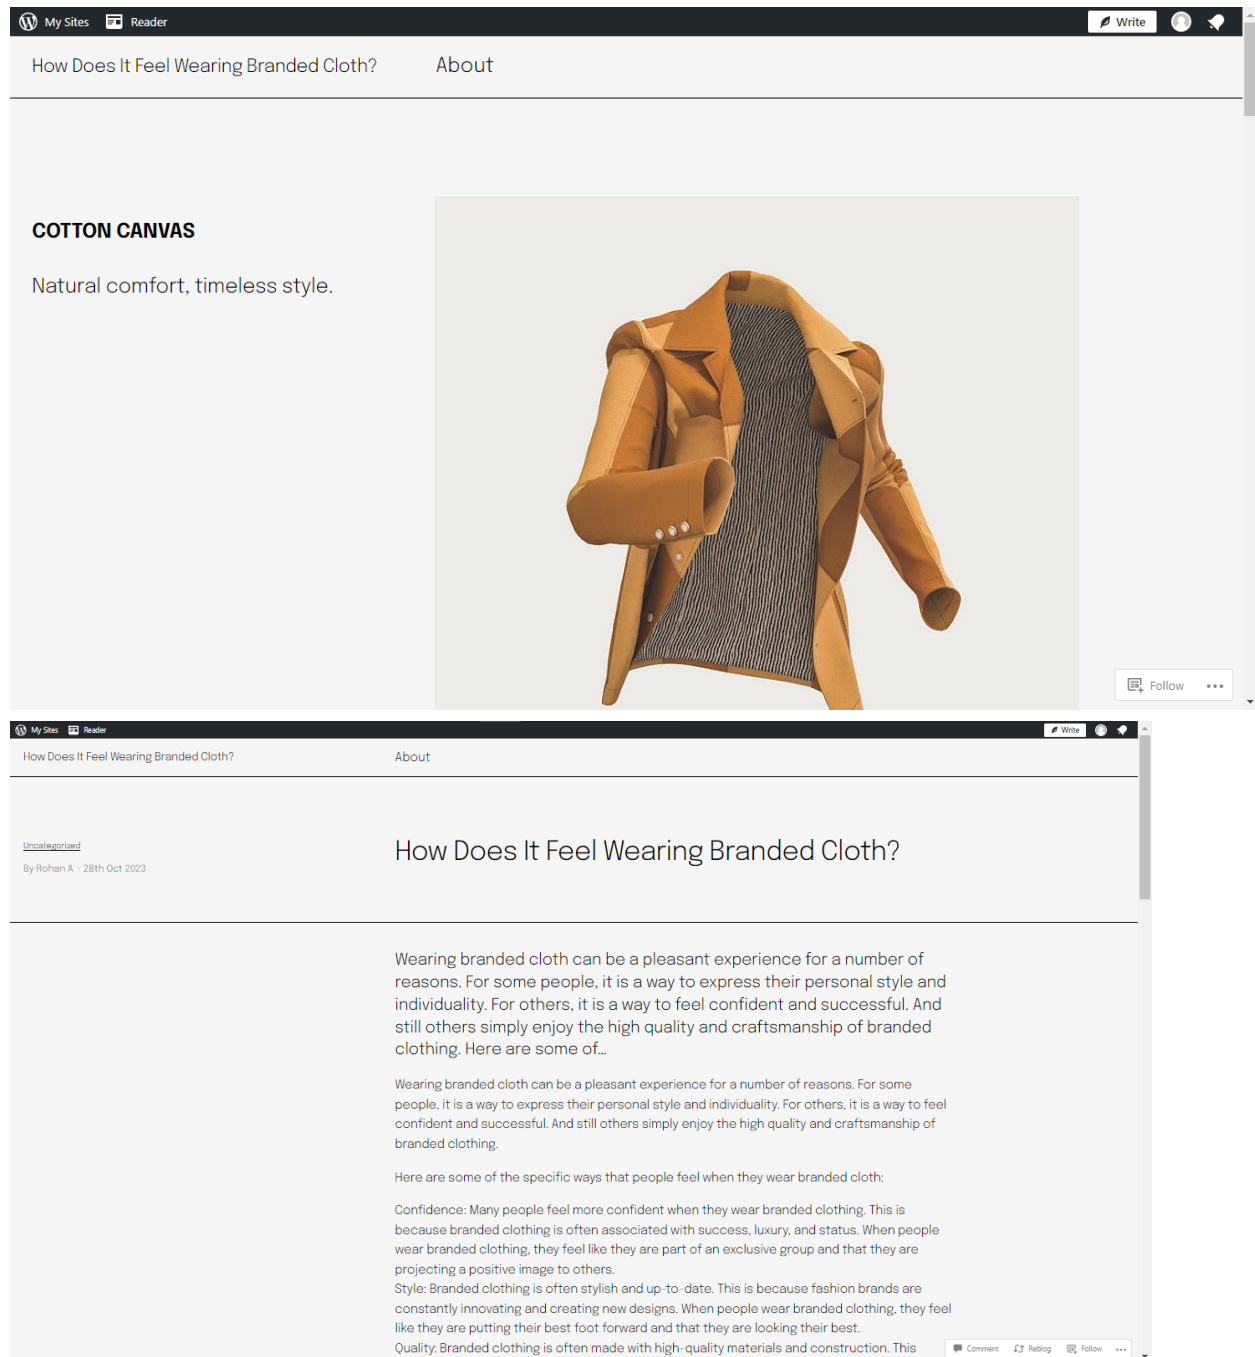 My Sites Reader Write
How Does It Feel Wearing Branded Cloth? About
COTTON CANVAS
Natural comfort, timeless style.
Follow
My Sites Reader Write
How Does It Feel Wearing Branded Cloth? About
Uncategorized
By Rohan A · 28th Oct 2023
How Does It Feel Wearing Branded Cloth?
Wearing branded cloth can be a pleasant experience for a number of
reasons. For some people, it is a way to express their personal style and
individuality. For others, it is a way to feel confident and successful. And
still others simply enjoy the high quality and craftsmanship of branded
clothing. Here are some of…
Wearing branded cloth can be a pleasant experience for a number of reasons. For some
people, it is a way to express their personal style and individuality. For others, it is a way to feel
confident and successful. And still others simply enjoy the high quality and craftsmanship of
branded clothing.
Here are some of the specific ways that people feel when they wear branded cloth:
Confidence: Many people feel more confident when they wear branded clothing. This is
because branded clothing is often associated with success, luxury, and status. When people
wear branded clothing, they feel like they are part of an exclusive group and that they are
projecting a positive image to others.
Style: Branded clothing is often stylish and up-to-date. This is because fashion brands are
constantly innovating and creating new designs. When people wear branded clothing, they feel
like they are putting their best foot forward and that they are looking their best.
Quality: Branded clothing is often made with high-quality materials and construction. This
Comment Reblog Follow